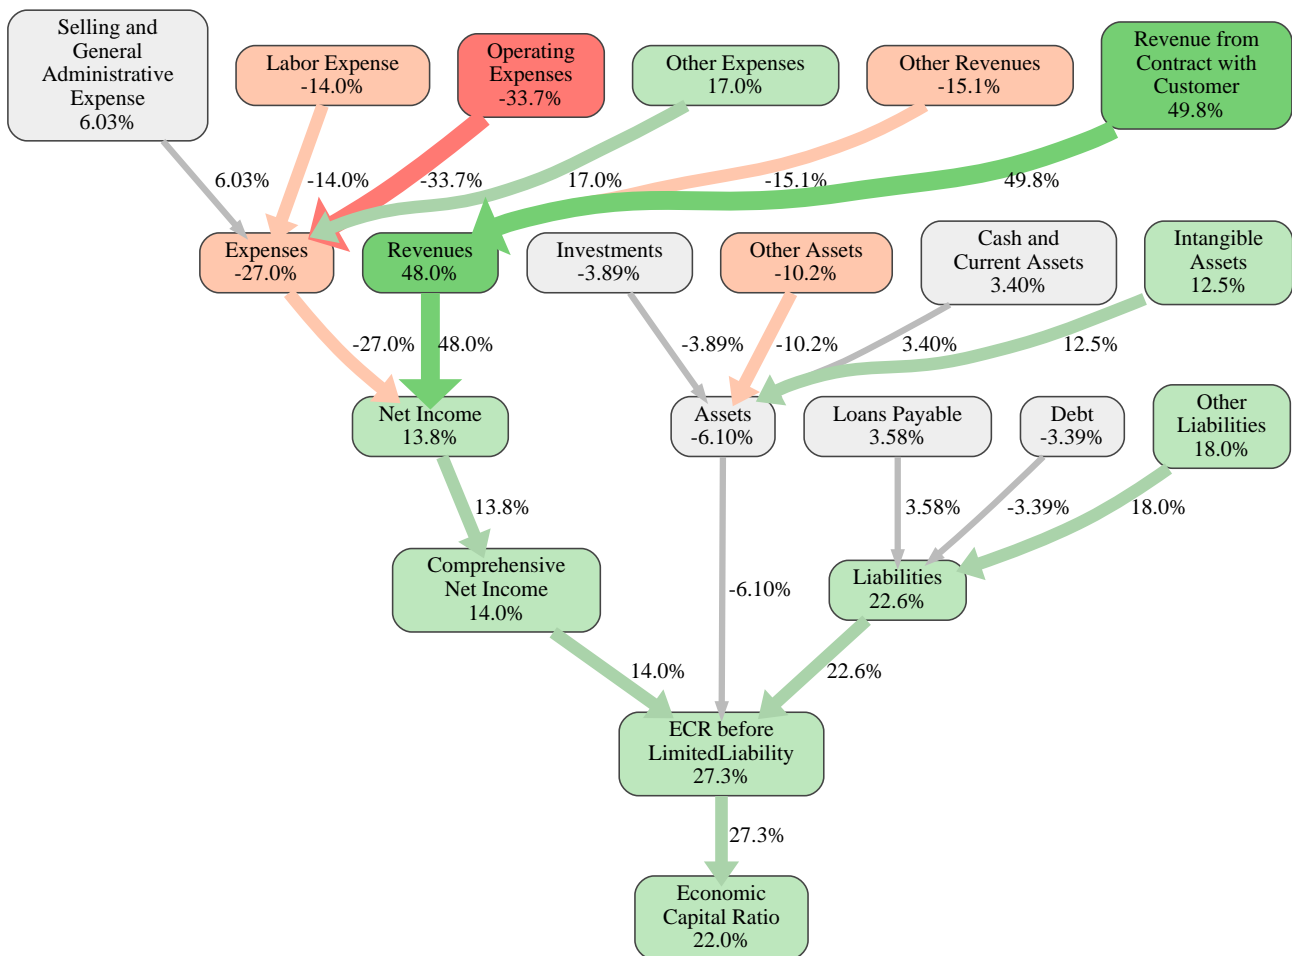 Selling and
General
Administrative
Expense
6.03%
Labor Expense
-14.0%
Operating
Expenses
-33.7%
Other Expenses
17.0%
Other Revenues
-15.1%
Revenue from
Contract with
Customer
49.8%
6.03%
-14.0%
-33.7%
17.0%
-15.1%
49.8%
Expenses
-27.0%
Revenues
48.0%
Investments
-3.89%
Other Assets
-10.2%
Cash and
Current Assets
3.40%
Intangible
Assets
12.5%
-27.0%
48.0%
-3.89%
-10.2%
3.40%
12.5%
Net Income
13.8%
Assets
-6.10%
Loans Payable
3.58%
Debt
-3.39%
Other
Liabilities
18.0%
13.8%
3.58%
-3.39%
18.0%
Comprehensive
Net Income
14.0%
-6.10%
Liabilities
22.6%
14.0%
22.6%
ECR before
LimitedLiability
27.3%
27.3%
Economic
Capital Ratio
22.0%